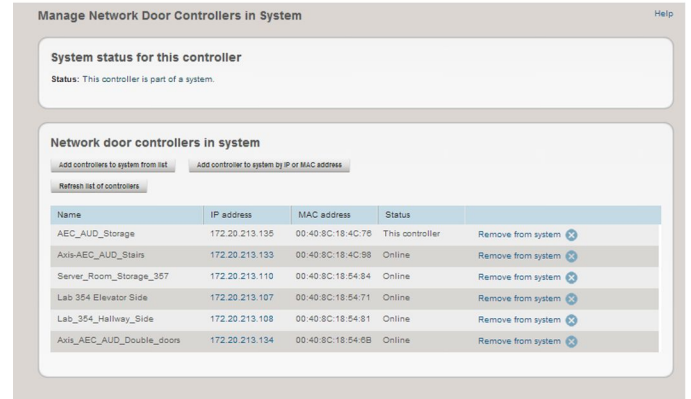 Manage Network Door Controllers in System
Help
System status for this controller
Status: This controller is part of a system.
Network door controllers in system
Add controllers to system from list Add controller to system by IP or MAC address
Refresh list of controllers
Name IP address MAC address Status
AEC_AUD_Storage 172.20.213.135 00:40:8C:18:4C:76 This controller Remove from system
Axis-AEC_AUD_Stairs 172.20.213.133 00:40:8C:18:4C:98 Online Remove from system
Server_Room_Storage_357 172.20.213.110 00:40:8C:18:54:84 Online Remove from system
Lab 354 Elevator Side 172.20.213.107 00:40:8C:18:54:71 Online Remove from system
Lab_354_Hallway_Side 172.20.213.108 00:40:8C:18:54:81 Online Remove from system
Axis_AEC_AUD_Double_doors 172.20.213.134 00:40:8C:18:54:6B Online Remove from system